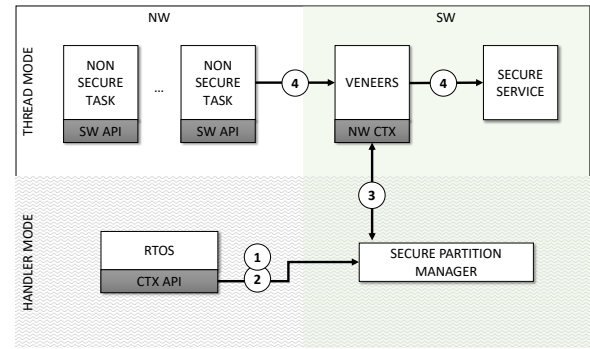 NW
SW
THREAD MODE
NON
SECURE
TASK
SW API
...
NON
SECURE
TASK
SW API
4
VENEERS
NW CTX
4
SECURE
SERVICE
3
HANDLER MODE
RTOS
CTX API
1
2
SECURE PARTITION
MANAGER